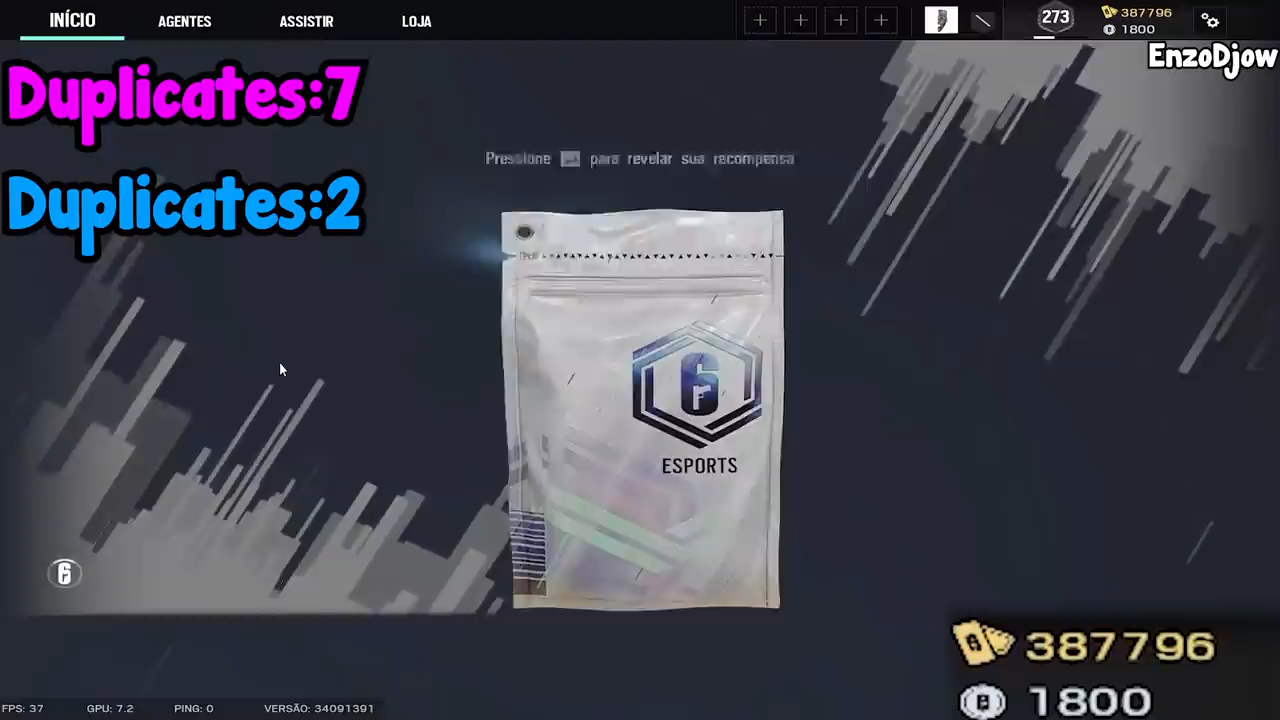 INÍCIO
AGENTES
ASSISTIR
LOJA
273
387796
1800
EnzoDjow
Duplicates:7
Duplicates:2
Pressione para revelar sua recompensa
6
ESPORTS
6
387796
1800
FPS: 37
GPU: 7.2
PING: 0
VERSÃO: 34091391